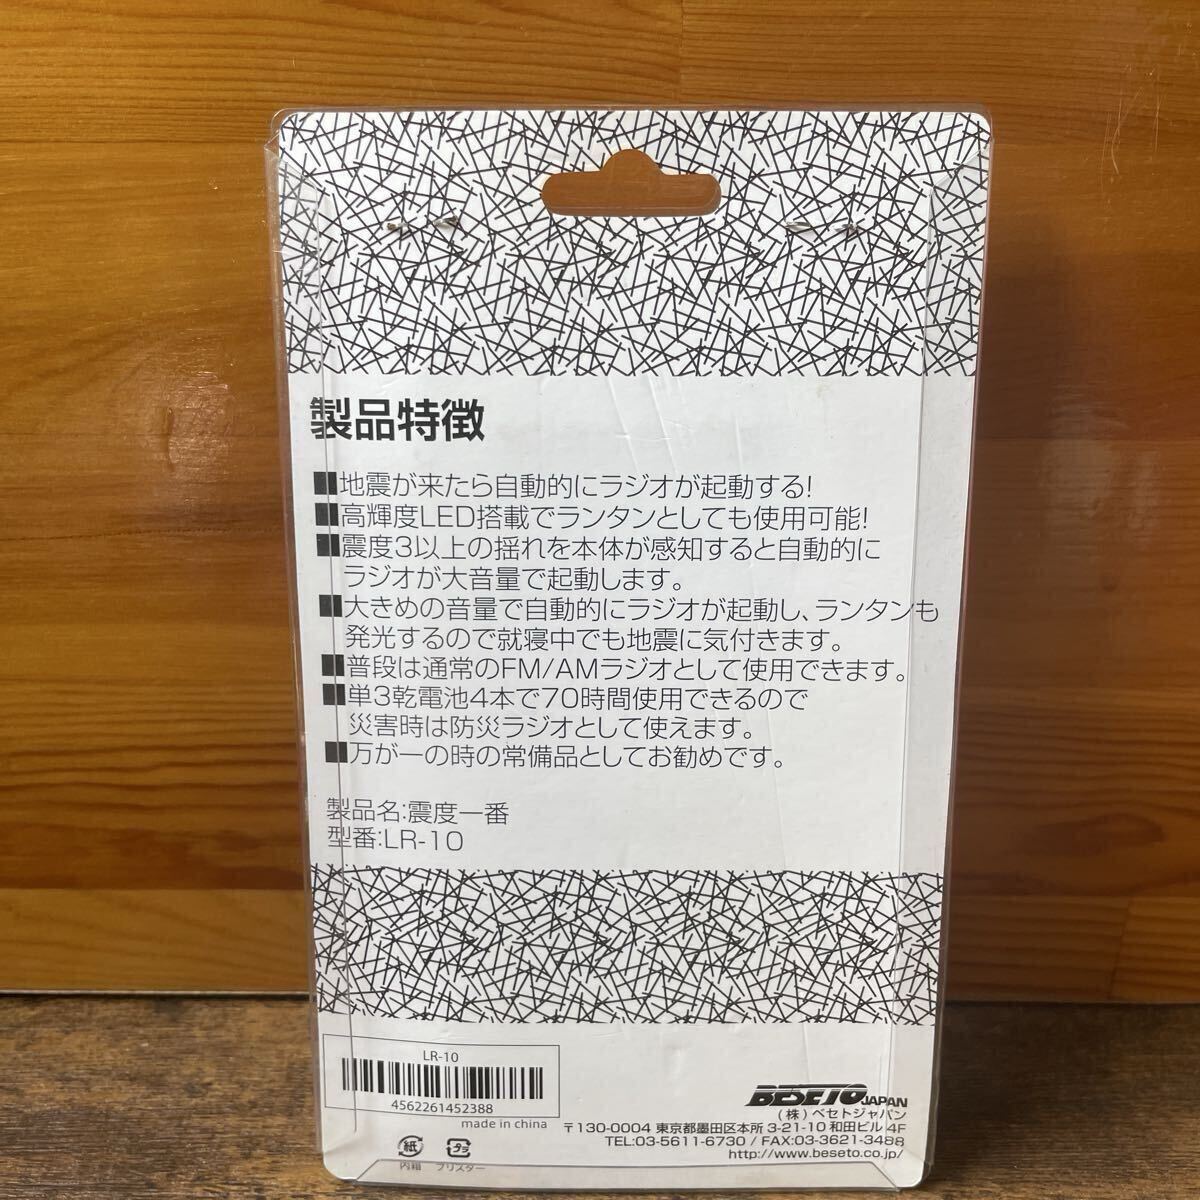 製品特徴
■地震が来たら自動的にラジオが起動する!
■高輝度LED搭載でランタンとしても使用可能!
■震度3以上の揺れを本体が感知すると自動的に
ラジオが大音量で起動します。
■大きめの音量で自動的にラジオが起動し、ランタンも
発光するので就寝中でも地震に気付きます。
■普段は通常のFM/AMラジオとして使用できます。
■単3乾電池4本で70時間使用できるので
災害時は防災ラジオとして使えます。
■万が一の時の常備品としてお勧めです。
製品名:震度一番
型番:LR-10
LR-10
4562261452388
made in china
紙
プラ
内箱 ブリスター
BESETO JAPAN
(株)ベセトジャパン
〒130-0004 東京都墨田区本所 3-21-10 和田ビル 4F
TEL:03-5611-6730 / FAX:03-3621-3488
http://www.beseto.co.jp/